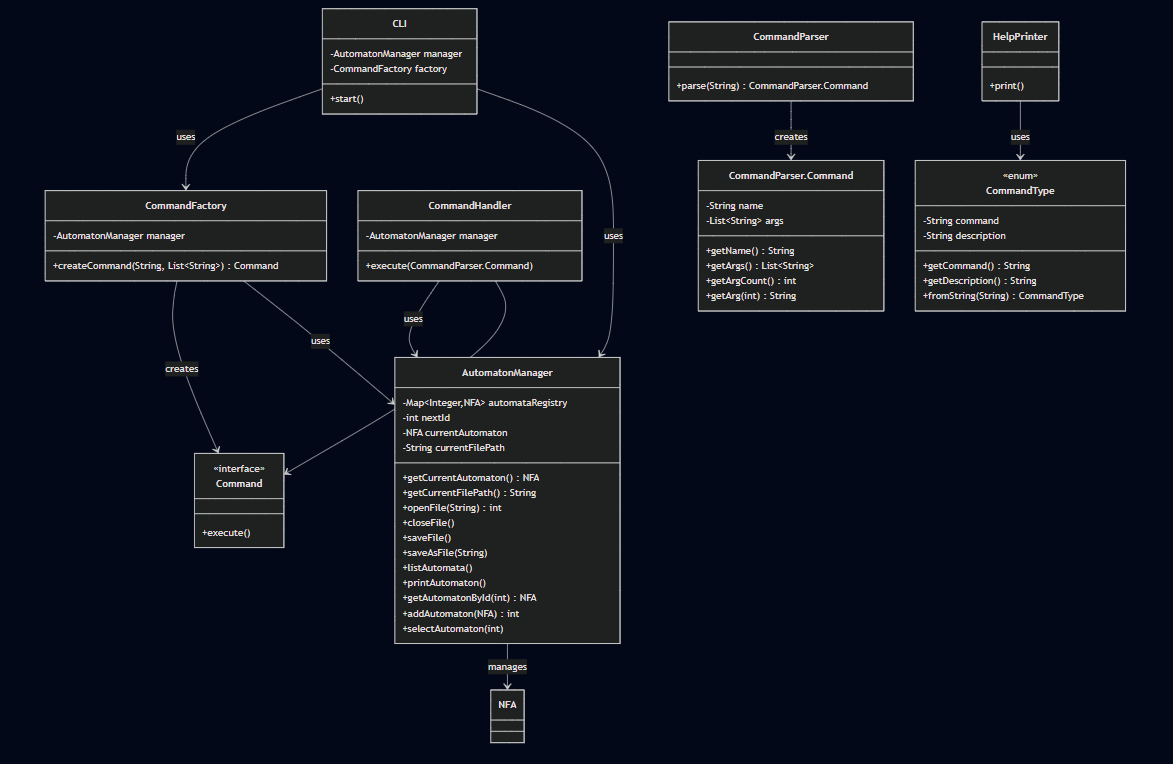 CLI
-AutomatonManager manager
-CommandFactory factory
+start()
CommandParser
+parse(String) : CommandParser.Command
HelpPrinter
+print()
uses
creates
uses
CommandFactory
-AutomatonManager manager
+createCommand(String, List<String>) : Command
CommandHandler
-AutomatonManager manager
+execute(CommandParser.Command)
uses
CommandParser.Command
-String name
-List<String> args
+getName() : String
+getArgs() : List<String>
+getArgCount() : int
+getArg(int) : String
«enum»
CommandType
-String command
-String description
+getCommand() : String
+getDescription() : String
+fromString(String) : CommandType
uses
uses
creates
AutomatonManager
-Map<Integer,NFA> automataRegistry
-int nextId
-NFA currentAutomaton
-String currentFilePath
+getCurrentAutomaton() : NFA
+getCurrentFilePath() : String
+openFile(String) : int
+closeFile()
+saveFile()
+saveAsFile(String)
+listAutomata()
+printAutomaton()
+getAutomatonById(int) : NFA
+addAutomaton(NFA) : int
+selectAutomaton(int)
«interface»
Command
+execute()
manages
NFA